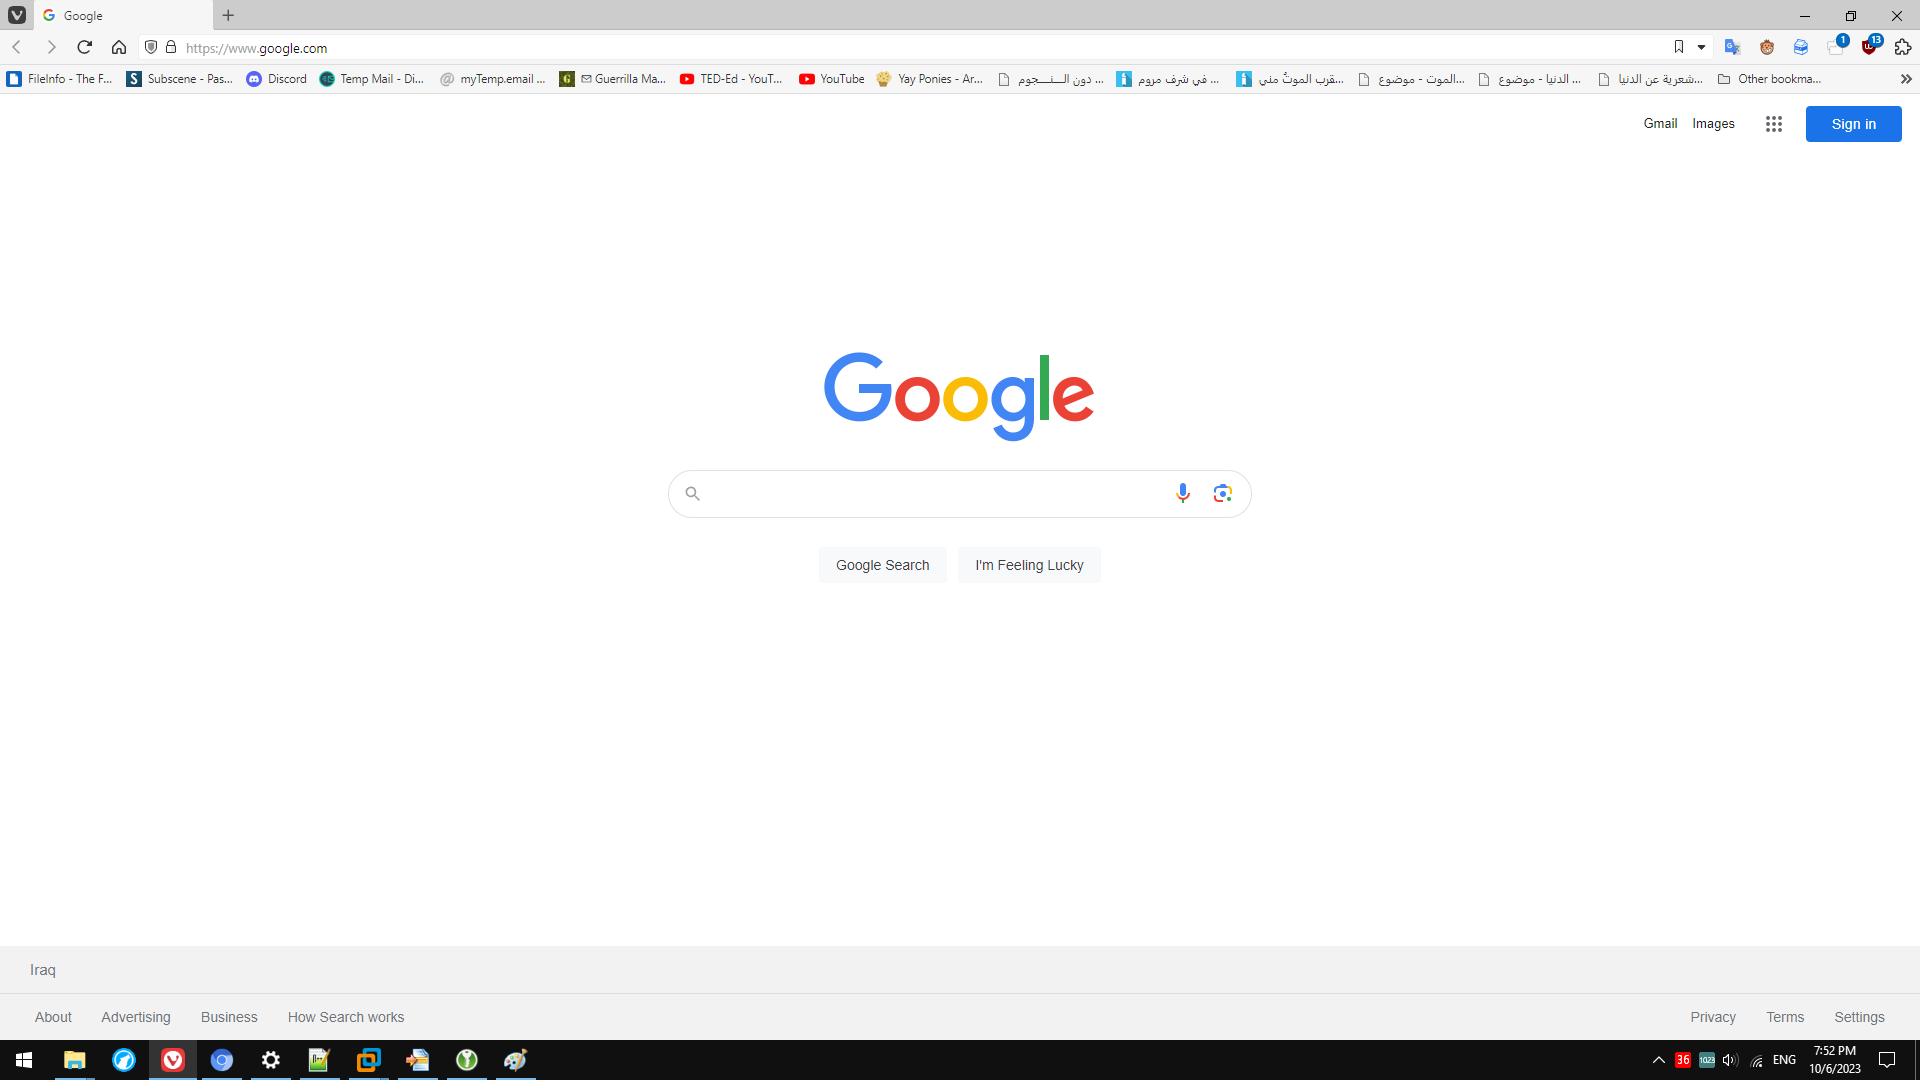 Google
https://www.google.com
1
13
FileInfo - The F...
Subscene - Pas...
Discord
Temp Mail - Di...
myTemp.email ...
Guerrilla Ma...
TED-Ed - YouT...
YouTube
Yay Ponies - Ar...
دون الـــنـــجوم ...
في شرف مروم ...
قرب الموتُ مني...
الموت - موضوع...
الدنيا - موضوع ...
شعرية عن الدنيا...
Other bookma...
Gmail
Images
Sign in
Google
Google Search
I'm Feeling Lucky
Iraq
About
Advertising
Business
How Search works
Privacy
Terms
Settings
36
1023
ENG
7:52 PM
10/6/2023